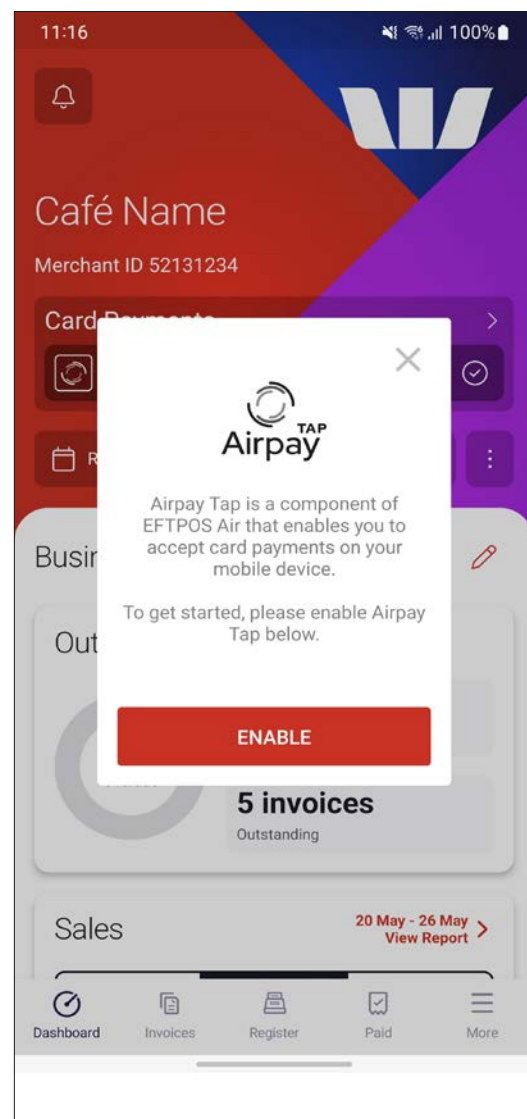 11:16
100%
Café Name
Merchant ID 52131234
Card
TAP
Airpay
Airpay Tap is a component of
EFTPOS Air that enables you to
accept card payments on your
mobile device.
To get started, please enable Airpay
Tap below.
ENABLE
5 invoices
Outstanding
Sales
20 May - 26 May
View Report
Dashboard
Invoices
Register
Paid
More